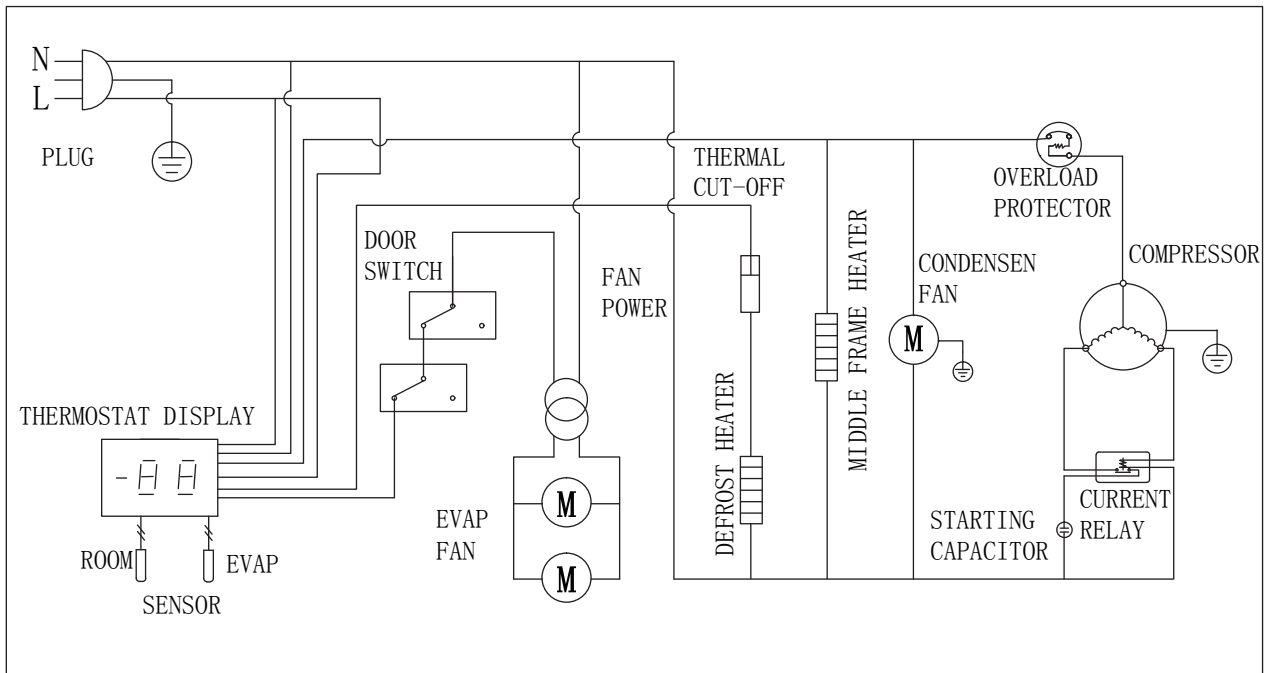 N
L
PLUG
THERMAL
CUT-OFF
OVERLOAD
PROTECTOR
DOOR
SWITCH
FAN
POWER
MIDDLE FRAME HEATER
CONDENSEN
FAN
COMPRESSOR
M
THERMOSTAT DISPLAY
-88
DEFROST HEATER
EVAP
FAN
M
M
STARTING
CAPACITOR
CURRENT
RELAY
ROOM
EVAP
SENSOR